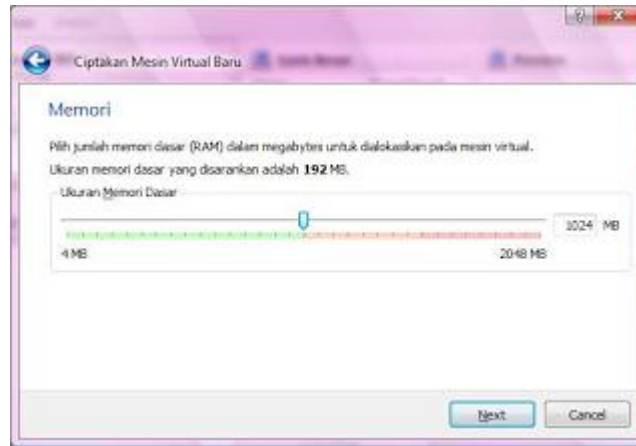 Ciptakan Mesin Virtual Baru
Memori
Pilih jumlah memori dasar (RAM) dalam megabytes untuk dialokasikan pada mesin virtual.
Ukuran memori dasar yang disarankan adalah 192 MB.
Ukuran Memori Dasar
1024 MB
4 MB 2048 MB
Next Cancel